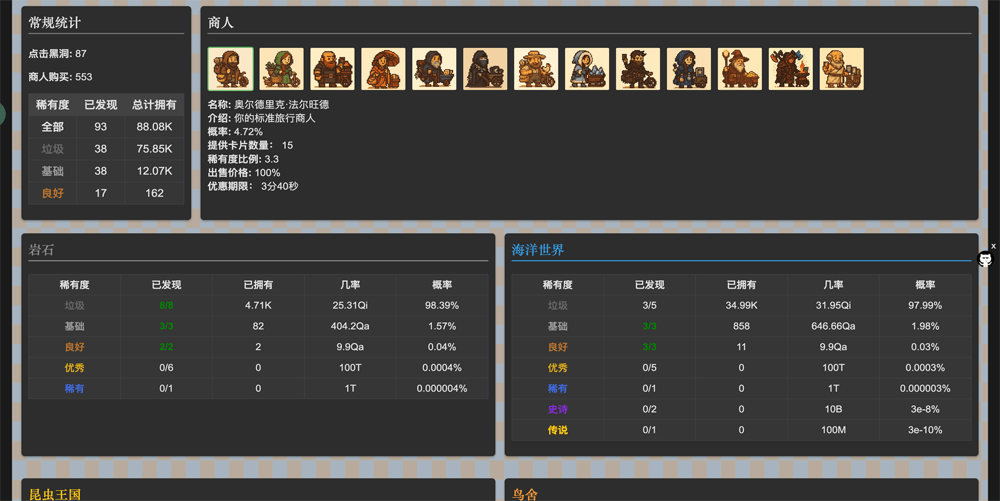 常规统计
点击黑洞: 87
商人购买: 553
稀有度 已发现 总计拥有
全部 93 88.08K
垃圾 38 75.85K
基础 38 12.07K
良好 17 162
商人
名称: 奥尔德里克·法尔旺德
介绍: 你的标准旅行商人
概率: 4.72%
提供卡片数量: 15
稀有度比例: 3.3
出售价格: 100%
优惠期限: 3分40秒
岩石
稀有度 已发现 已拥有 几率 概率
垃圾 8/8 4.71K 25.31Qi 98.39%
基础 3/3 82 404.2Qa 1.57%
良好 2/2 2 9.9Qa 0.04%
优秀 0/6 0 100T 0.0004%
稀有 0/1 0 1T 0.000004%
海洋世界
稀有度 已发现 已拥有 几率 概率
垃圾 3/5 34.99K 31.95Qi 97.99%
基础 3/3 858 646.66Qa 1.98%
良好 3/3 11 9.9Qa 0.03%
优秀 0/5 0 100T 0.0003%
稀有 0/1 0 1T 0.000003%
史诗 0/2 0 10B 3e-8%
传说 0/1 0 100M 3e-10%
x
昆虫王国
鸟舍